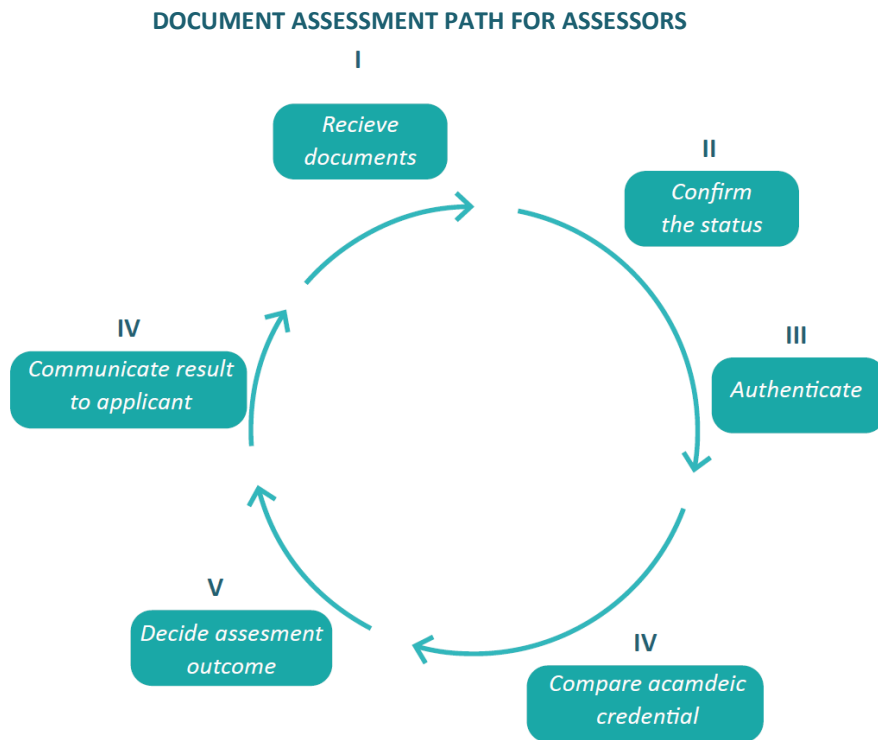 DOCUMENT ASSESSMENT PATH FOR ASSESSORS
I
Recieve
documents
II
Confirm
the status
III
Authenticate
IV
Compare acamdeic
credential
V
Decide assesment
outcome
IV
Communicate result
to applicant